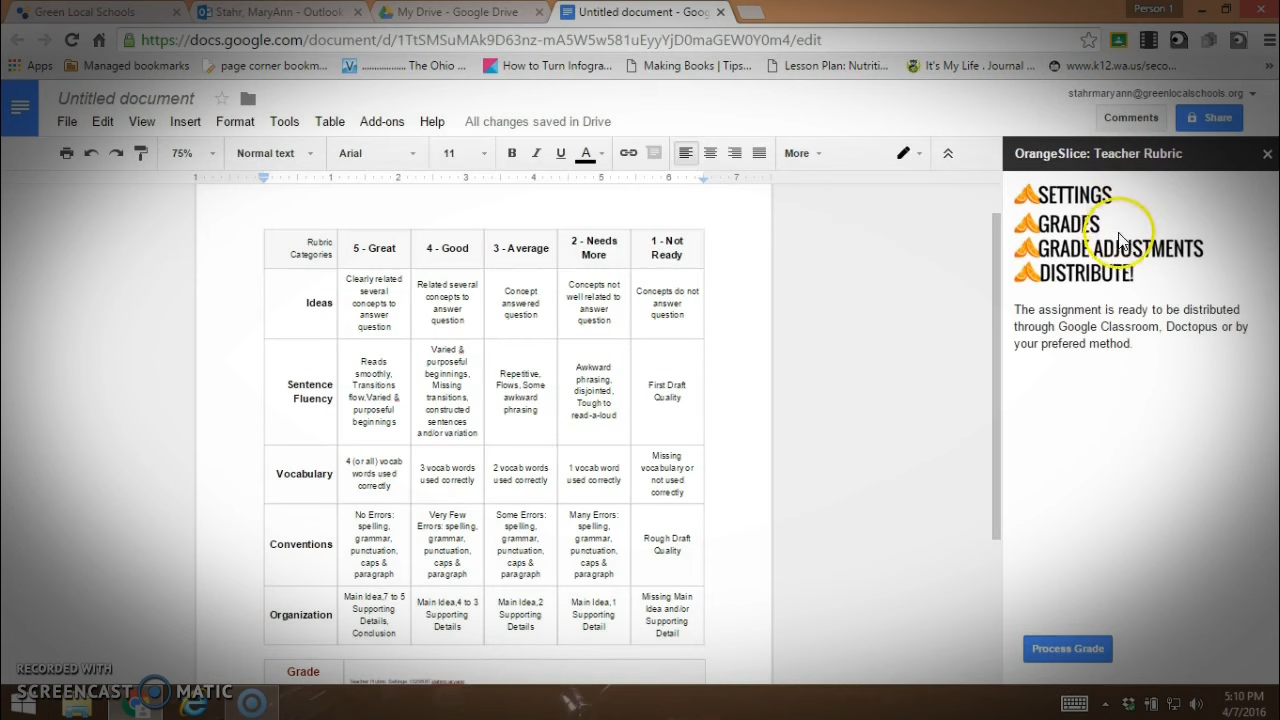 Green Local Schools
Stahr, MaryAnn - Outlook
My Drive - Google Drive
Untitled document - Goo
Person 1
https://docs.google.com/document/d/1TtSMSuMAk9D63nz-mA5W5w581uEyyYjD0maGEW0Y0m4/edit
Apps
Managed bookmarks
page corner bookm...
................ The Ohio ...
How to Turn Infogra...
Making Books | Tips...
Lesson Plan: Nutriti...
It's My Life . Journal ...
www.k12.wa.us/seco...
Untitled document
stahrmaryann@greenlocalschools.org
File Edit View Insert Format Tools Table Add-ons Help All changes saved in Drive
Comments
Share
75% Normal text Arial 11 B I U A More
OrangeSlice: Teacher Rubric
1 1 2 3 4 5 6 7
Rubric Categories
5 - Great
4 - Good
3 - Average
2 - Needs More
1 - Not Ready
Ideas
Clearly related several concepts to answer question
Related several concepts to answer question
Concept answered question
Concepts not well related to answer question
Concepts do not answer question
Sentence Fluency
Reads smoothly, Transitions flow,Varied & purposeful beginnings
Varied & purposeful beginnings, Missing transitions, constructed sentences and/or variation
Repetitive, Flows, Some awkward phrasing
Awkward phrasing, disjointed, Tough to read-a-loud
First Draft Quality
Vocabulary
4 (or all) vocab words used correctly
3 vocab words used correctly
2 vocab words used correctly
1 vocab word used correctly
Missing vocabulary or not used correctly
Conventions
No Errors: spelling, grammar, punctuation, caps & paragraph
Very Few Errors: spelling, grammar, punctuation, caps & paragraph
Some Errors: spelling, grammar, punctuation, caps & paragraph
Many Errors: spelling, grammar, punctuation, caps & paragraph
Rough Draft Quality
Organization
Main Idea,7 to 5 Supporting Details, Conclusion
Main Idea,4 to 3 Supporting Details
Main Idea,2 Supporting Details
Main Idea,1 Supporting Detail
Missing Main Idea and/or Supporting Detail
Grade
SETTINGS
GRADES
GRADE ADJUSTMENTS
DISTRIBUTE!
The assignment is ready to be distributed
through Google Classroom, Doctopus or by
your prefered method.
Process Grade
RECORDED WITH
SCREENCAST MATIC
5:10 PM
4/7/2016